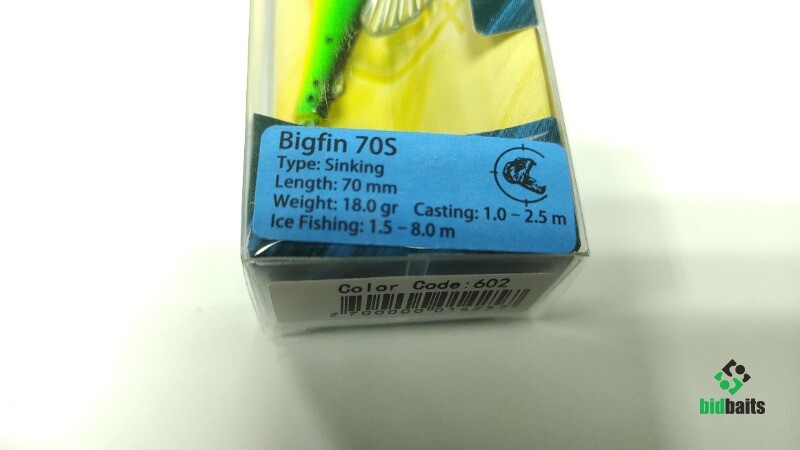 Bigfin 70S
Type: Sinking
Length: 70 mm
Weight: 18.0 gr Casting: 1.0 – 2.5 m
Ice Fishing: 1.5 – 8.0 m
Color Code:602
bidbaits